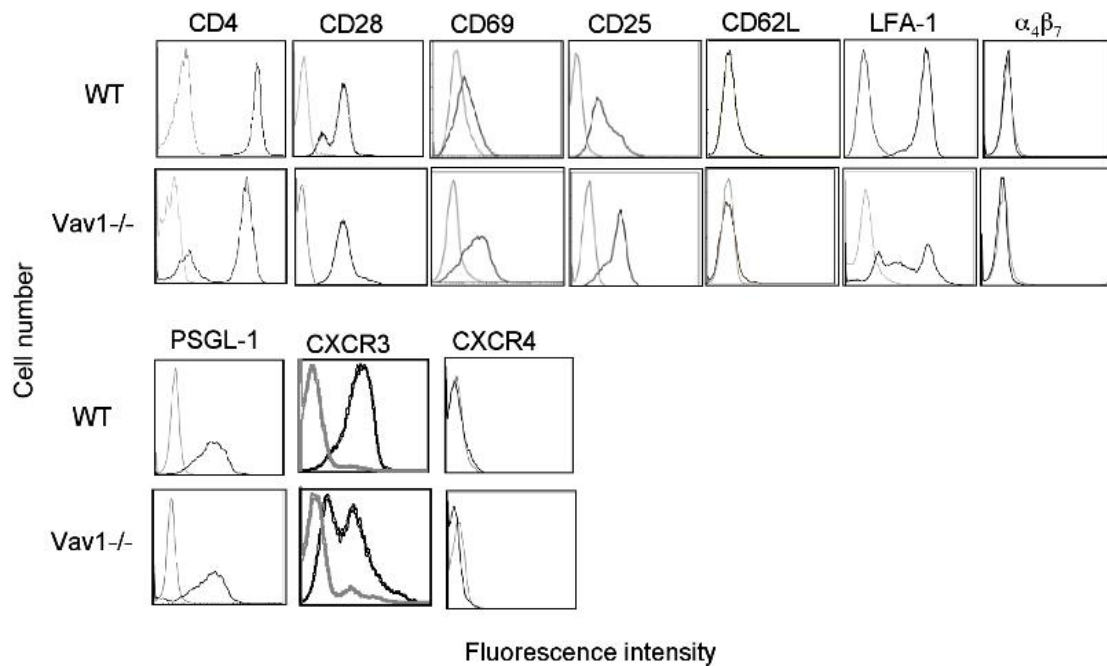 CD4 CD28 CD69 CD25 CD62L LFA-1 α4β7
WT
Vav1-/-
Cell number
PSGL-1 CXCR3 CXCR4
WT
Vav1-/-
Fluorescence intensity